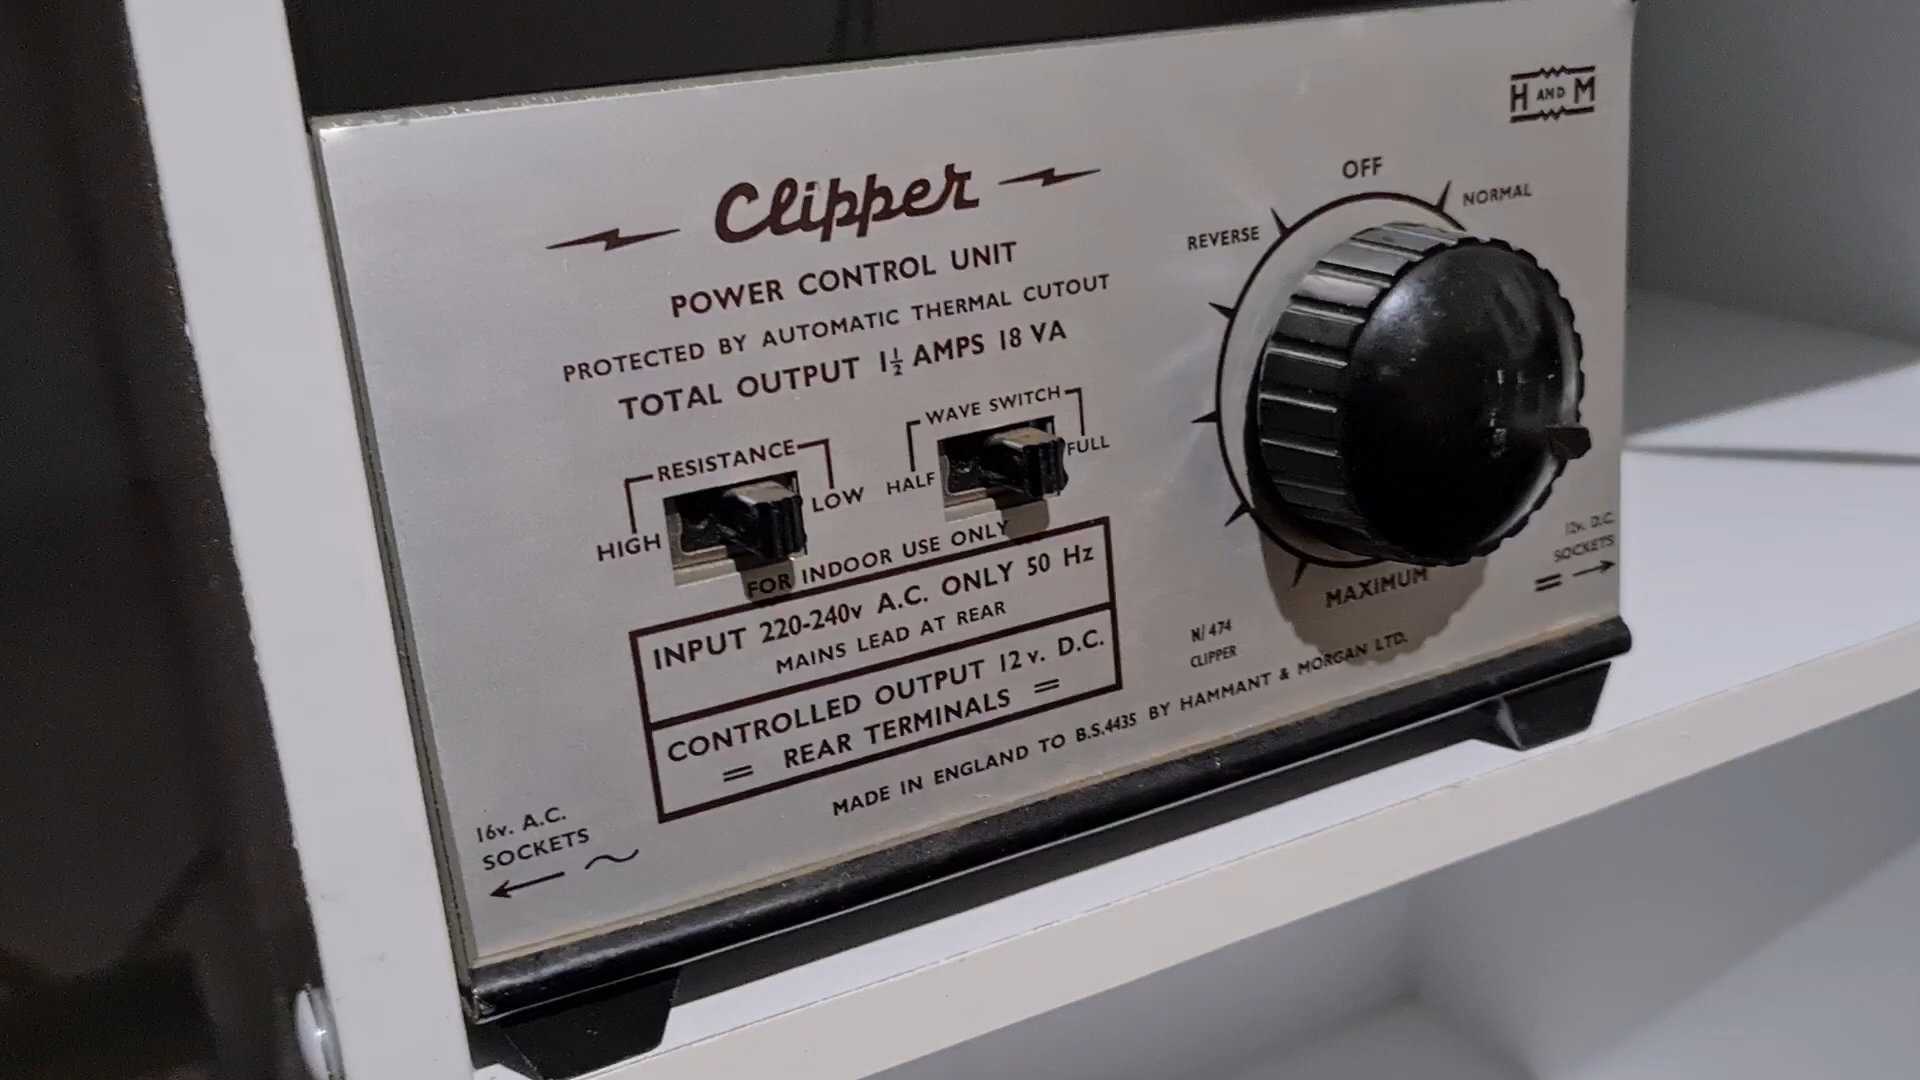 H AND M
Clipper
POWER CONTROL UNIT
PROTECTED BY AUTOMATIC THERMAL CUTOUT
TOTAL OUTPUT 1½ AMPS 18 VA
RESISTANCE
HIGH
LOW
WAVE SWITCH
HALF
FULL
FOR INDOOR USE ONLY
INPUT 220-240v A.C. ONLY 50 Hz
MAINS LEAD AT REAR
CONTROLLED OUTPUT 12 v. D.C.
= REAR TERMINALS =
MADE IN ENGLAND TO B.S.4435 BY HAMMANT & MORGAN LTD.
16v. A.C.
SOCKETS
OFF
NORMAL
REVERSE
MAXIMUM
N/474
CLIPPER
12v. D.C.
SOCKETS